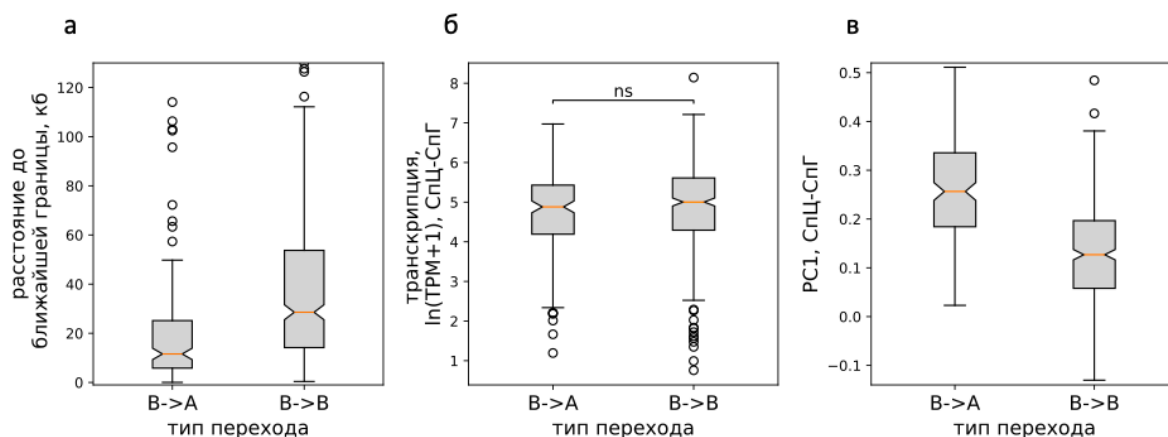 а
расстояние до
ближайшей границы, кб
120
100
80
60
40
20
0
B->A
B->B
тип перехода
б
транскрипция,
ln(TPM+1), СпЦ-СпГ
8
7
6
5
4
3
2
1
ns
B->A
B->B
тип перехода
в
PC1, СпЦ-СпГ
0.5
0.4
0.3
0.2
0.1
0.0
−0.1
B->A
B->B
тип перехода